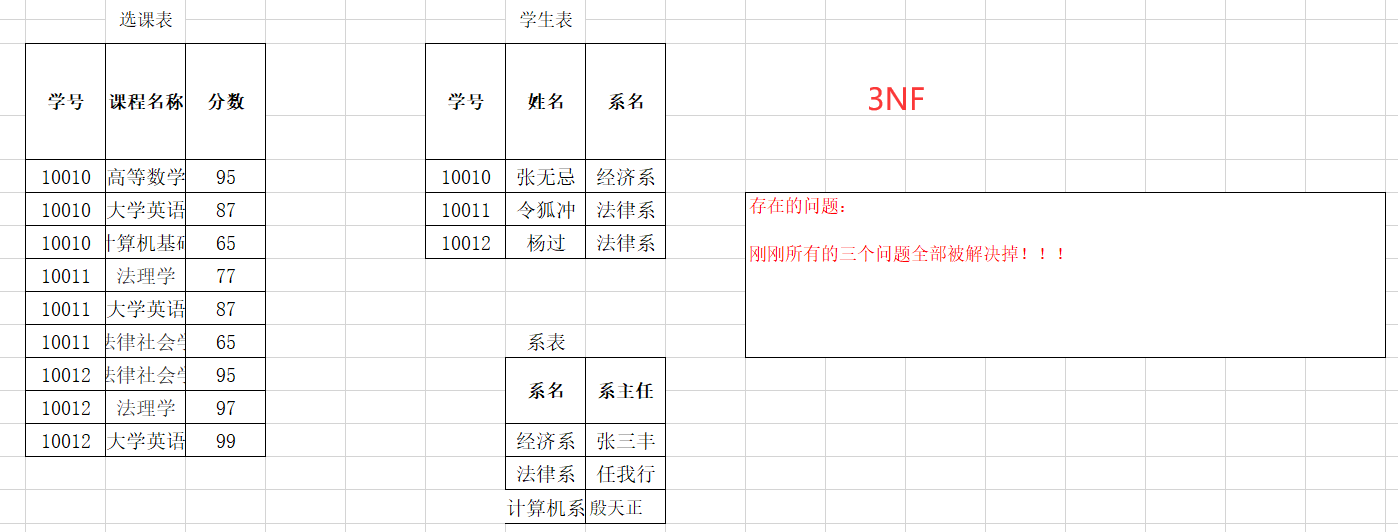 选课表 学生表
学号 课程名称 分数 学号 姓名 系名 3NF
10010 高等数学 95 10010 张无忌 经济系
10010 大学英语 87 10011 令狐冲 法律系 存在的问题：
10010 计算机基础 65 10012 杨过 法律系 刚刚所有的三个问题全部被解决掉！！！
10011 法理学 77
10011 大学英语 87
10011 法律社会学 65 系表
10012 法律社会学 95 系名 系主任
10012 法理学 97
10012 大学英语 99 经济系 张三丰
法律系 任我行
计算机系 殷天正